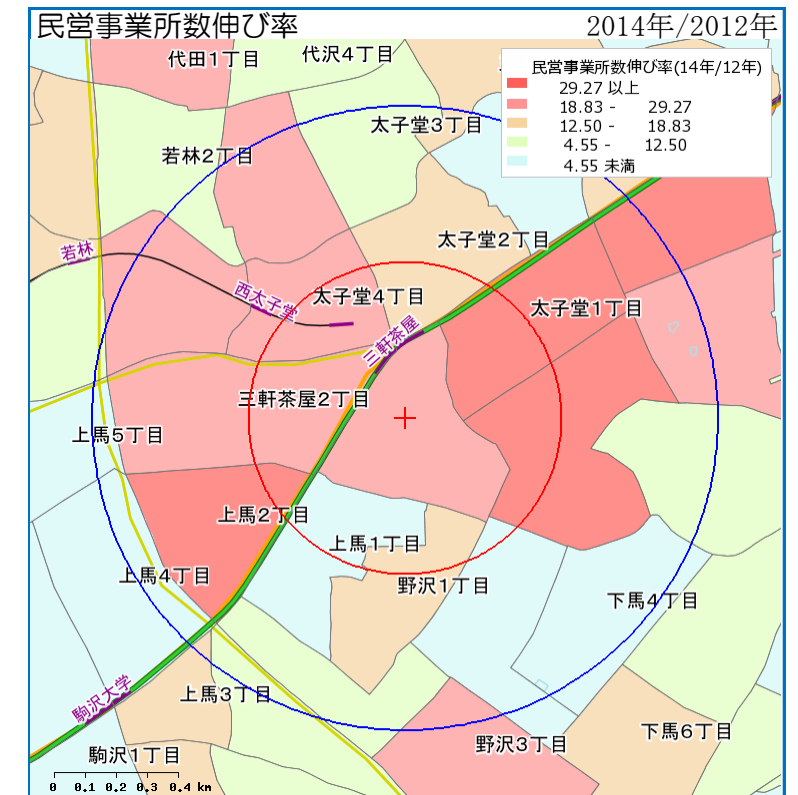 民営事業所数伸び率
2014年/2012年
代田1丁目
代沢4丁目
民営事業所数伸び率(14年/12年)
29.27 以上
18.83 - 29.27
12.50 - 18.83
4.55 - 12.50
4.55 未満
太子堂3丁目
若林2丁目
太子堂2丁目
若林
西太子堂
太子堂4丁目
太子堂1丁目
三軒茶屋
三軒茶屋2丁目
上馬5丁目
上馬2丁目
上馬1丁目
上馬4丁目
野沢1丁目
下馬4丁目
駒沢大学
上馬3丁目
下馬6丁目
野沢3丁目
駒沢1丁目
0 0.1 0.2 0.3 0.4 km